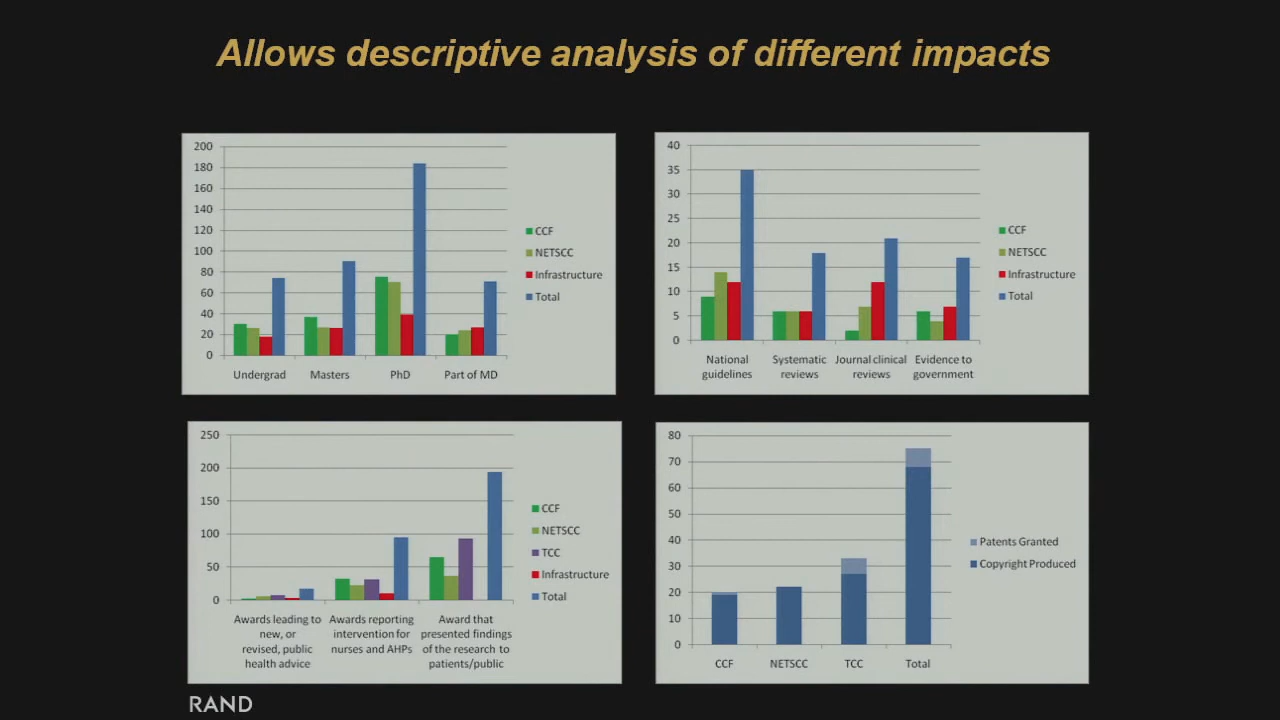 Allows descriptive analysis of different impacts
200
180
160
140
120
100
80
60
40
20
0
Undergrad Masters PhD Part of MD
CCF
NETSCC
Infrastructure
Total
40
35
30
25
20
15
10
5
0
National guidelines
Systematic reviews
Journal clinical reviews
Evidence to government
CCF
NETSCC
Infrastructure
Total
250
200
150
100
50
0
Awards leading to
new, or
revised, public
health advice
Awards reporting
intervention for
nurses and AHPs
Award that
presented findings
of the research to
patients/public
CCF
NETSCC
TCC
Infrastructure
Total
80
70
60
50
40
30
20
10
0
CCF NETSCC TCC Total
Patents Granted
Copyright Produced
RAND